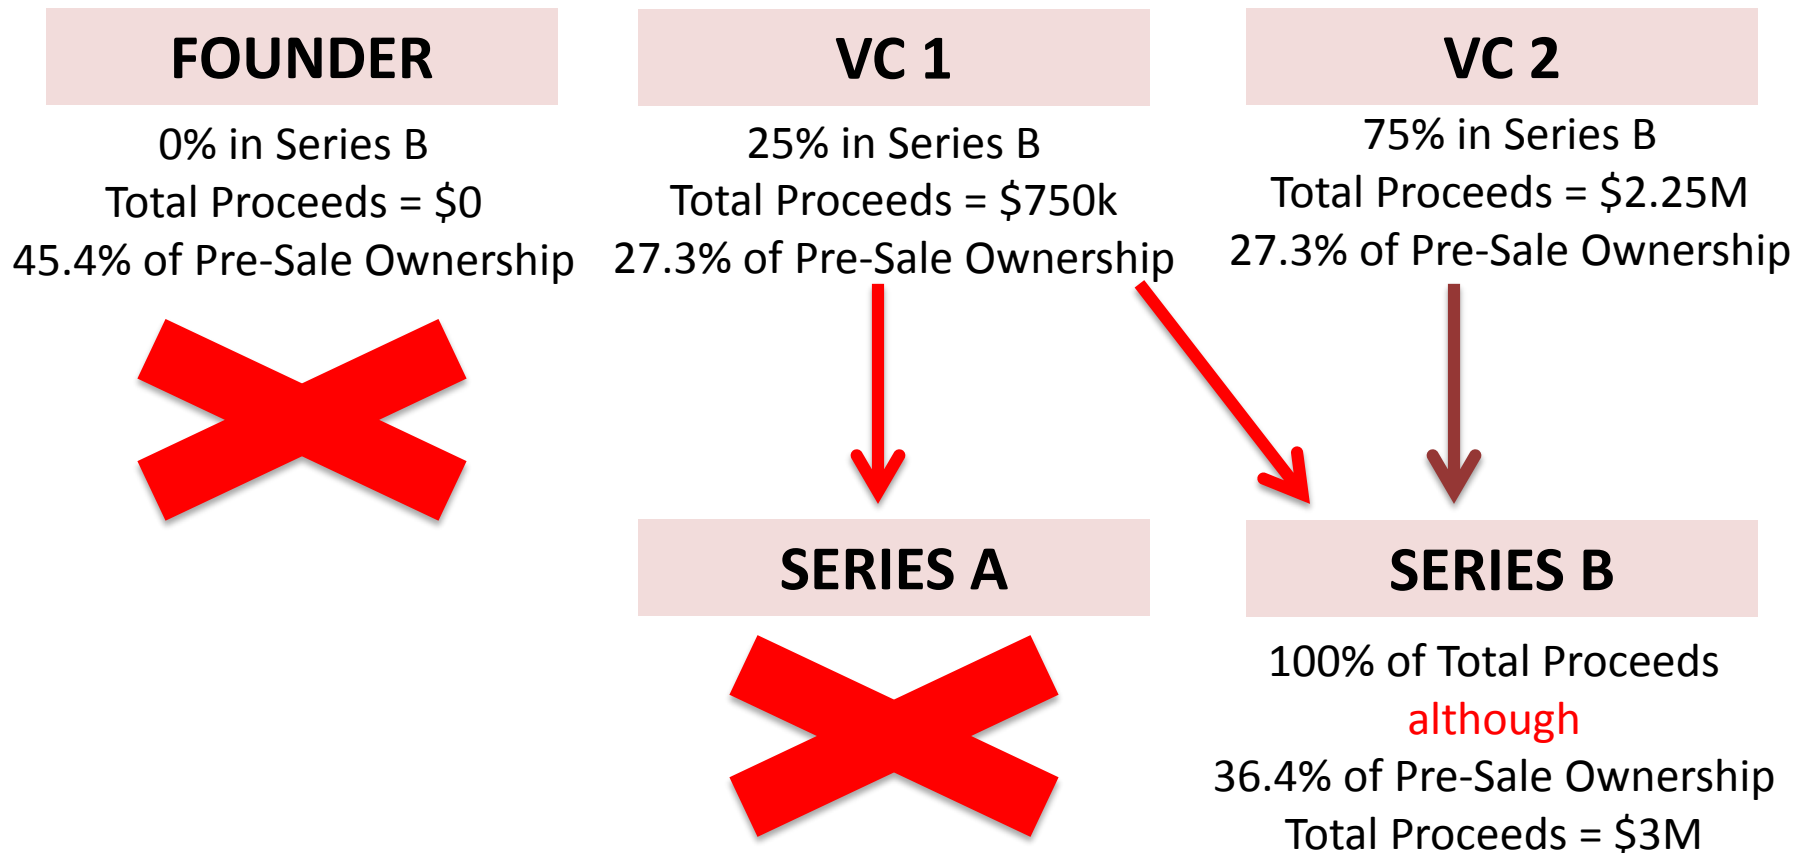 FOUNDER
0% in Series B
Total Proceeds = $0
45.4% of Pre-Sale Ownership
VC 1
25% in Series B
Total Proceeds = $750k
27.3% of Pre-Sale Ownership
VC 2
75% in Series B
Total Proceeds = $2.25M
27.3% of Pre-Sale Ownership
SERIES A
SERIES B
100% of Total Proceeds
although
36.4% of Pre-Sale Ownership
Total Proceeds = $3M